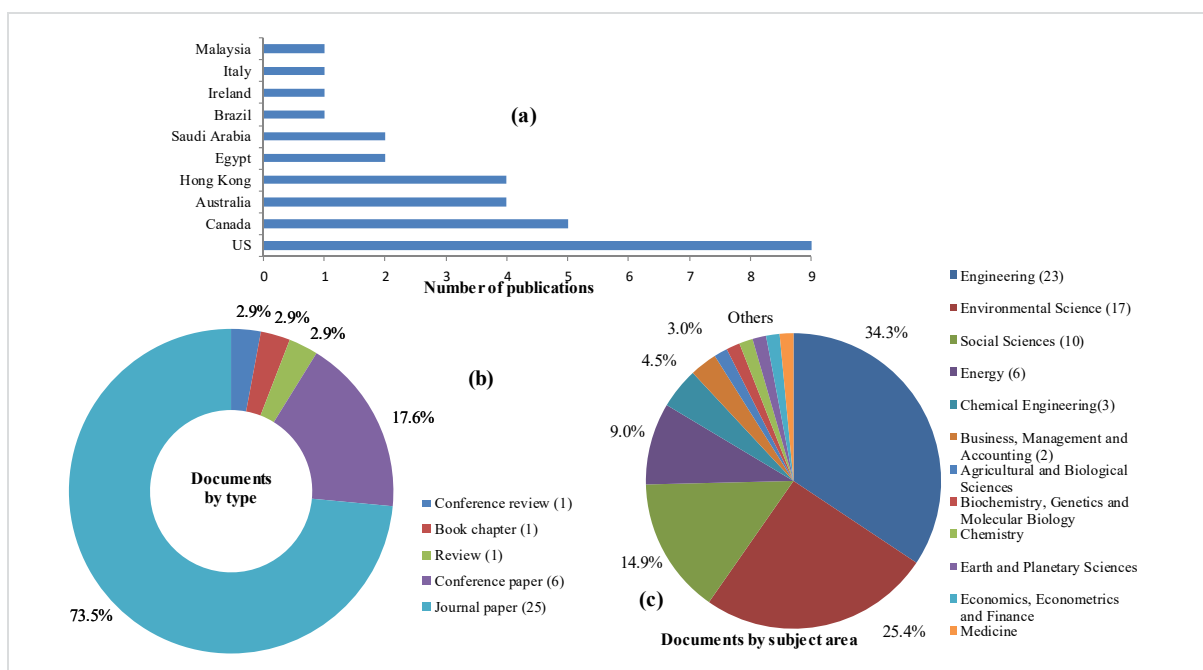 Malaysia
Italy
Ireland
Brazil
Saudi Arabia
Egypt
Hong Kong
Australia
Canada
US
(a)
0 1 2 3 4 5 6 7 8 9
Number of publications
2.9%
2.9%
2.9%
17.6%
73.5%
(b)
Documents
by type
Conference review (1)
Book chapter (1)
Review (1)
Conference paper (6)
Journal paper (25)
Others
3.0%
4.5%
9.0%
14.9%
25.4%
34.3%
(c)
Documents by subject area
Engineering (23)
Environmental Science (17)
Social Sciences (10)
Energy (6)
Chemical Engineering(3)
Business, Management and
Accounting (2)
Agricultural and Biological
Sciences
Biochemistry, Genetics and
Molecular Biology
Chemistry
Earth and Planetary Sciences
Economics, Econometrics
and Finance
Medicine